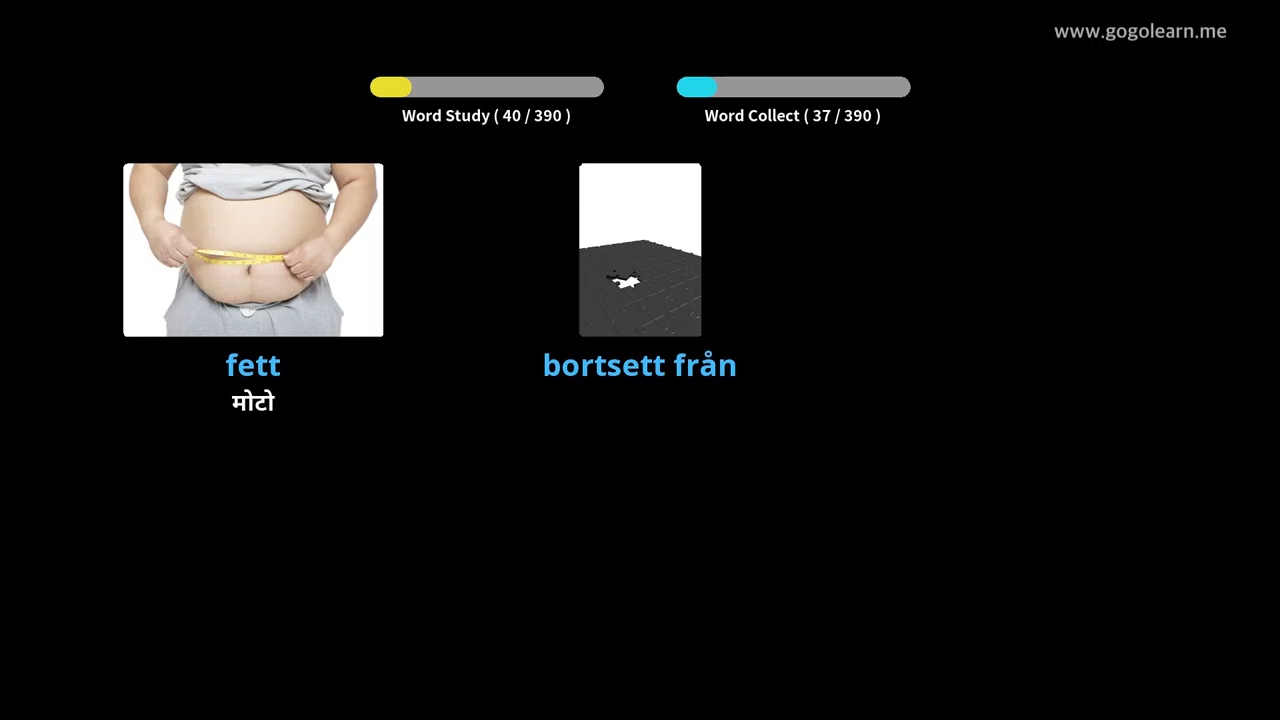 www.gogolearn.me
Word Study ( 40 / 390 )
Word Collect ( 37 / 390 )
fett
मोटो
bortsett från